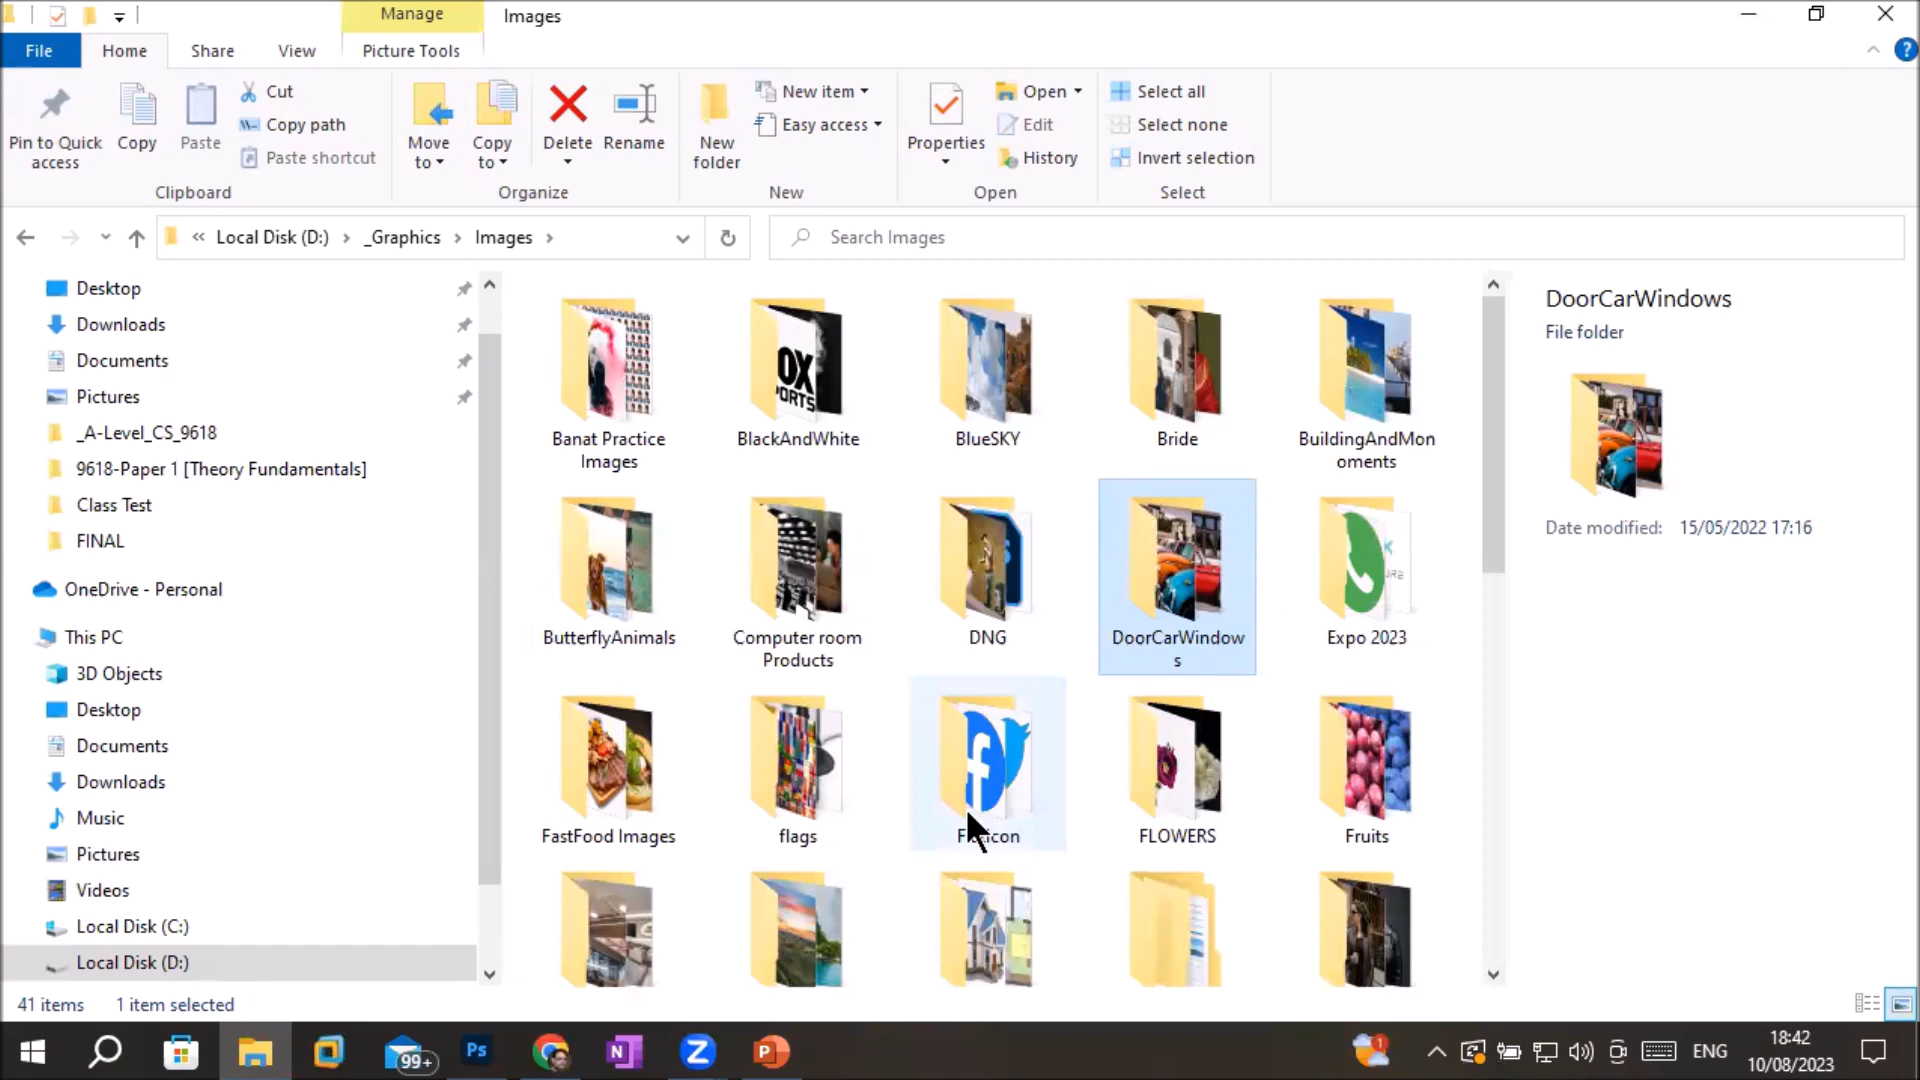 Manage
Images
File
Home
Share
View
Picture Tools
Pin to Quick access
Copy
Paste
Cut
Copy path
Paste shortcut
Clipboard
Move to
Copy to
Delete
Rename
Organize
New folder
New item
Easy access
New
Properties
Open
Edit
History
Open
Select all
Select none
Invert selection
Select
« Local Disk (D:) › _Graphics › Images ›
Search Images
Desktop
Downloads
Documents
Pictures
_A-Level_CS_9618
9618-Paper 1 [Theory Fundamentals]
Class Test
FINAL
OneDrive - Personal
This PC
3D Objects
Desktop
Documents
Downloads
Music
Pictures
Videos
Local Disk (C:)
Local Disk (D:)
Banat Practice
Images
BlackAndWhite
BlueSKY
Bride
BuildingAndMon
oments
ButterflyAnimals
Computer room
Products
DNG
DoorCarWindow
s
Expo 2023
FastFood Images
flags
FLOWERS
Fruits
DoorCarWindows
File folder
Date modified: 15/05/2022 17:16
41 items
1 item selected
99+
Ps
N
Z
P
1
ENG
18:42
10/08/2023